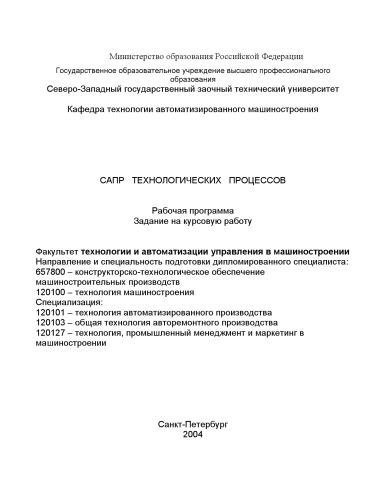 Министерство образования Российской Федерации
Государственное образовательное учреждение высшего профессионального
образования
Северо-Западный государственный заочный технический университет
Кафедра технологии автоматизированного машиностроения
САПР ТЕХНОЛОГИЧЕСКИХ ПРОЦЕССОВ
Рабочая программа
Задание на курсовую работу
Факультет технологии и автоматизации управления в машиностроении
Направление и специальность подготовки дипломированного специалиста:
657800 – конструкторско-технологическое обеспечение
машиностроительных производств
120100 – технология машиностроения
Специализация:
120101 – технология автоматизированного производства
120103 – общая технология авторемонтного производства
120127 – технология, промышленный менеджмент и маркетинг в
машиностроении
Санкт-Петербург
2004